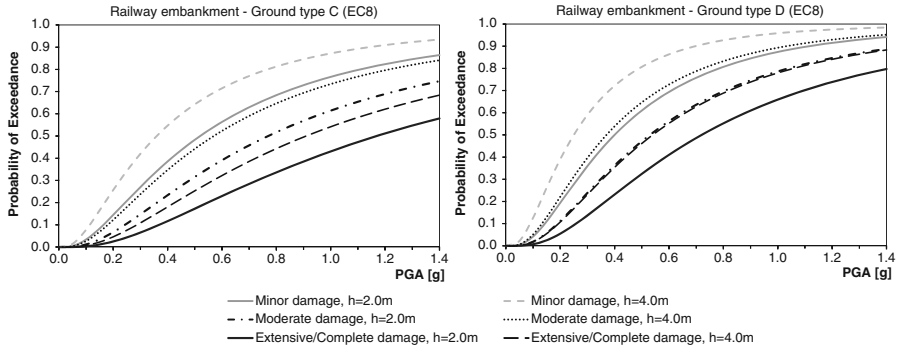 Railway embankment - Ground type C (EC8)
Probability of Exceedance
1.0
0.9
0.8
0.7
0.6
0.5
0.4
0.3
0.2
0.1
0.0
0.0 0.2 0.4 0.6 0.8 1.0 1.2 1.4
PGA [g]
Railway embankment - Ground type D (EC8)
Probability of Exceedance
1.0
0.9
0.8
0.7
0.6
0.5
0.4
0.3
0.2
0.1
0.0
0.0 0.2 0.4 0.6 0.8 1.0 1.2 1.4
PGA [g]
Minor damage, h=2.0m
Moderate damage, h=2.0m
Extensive/Complete damage, h=2.0m
Minor damage, h=4.0m
Moderate damage, h=4.0m
Extensive/Complete damage, h=4.0m